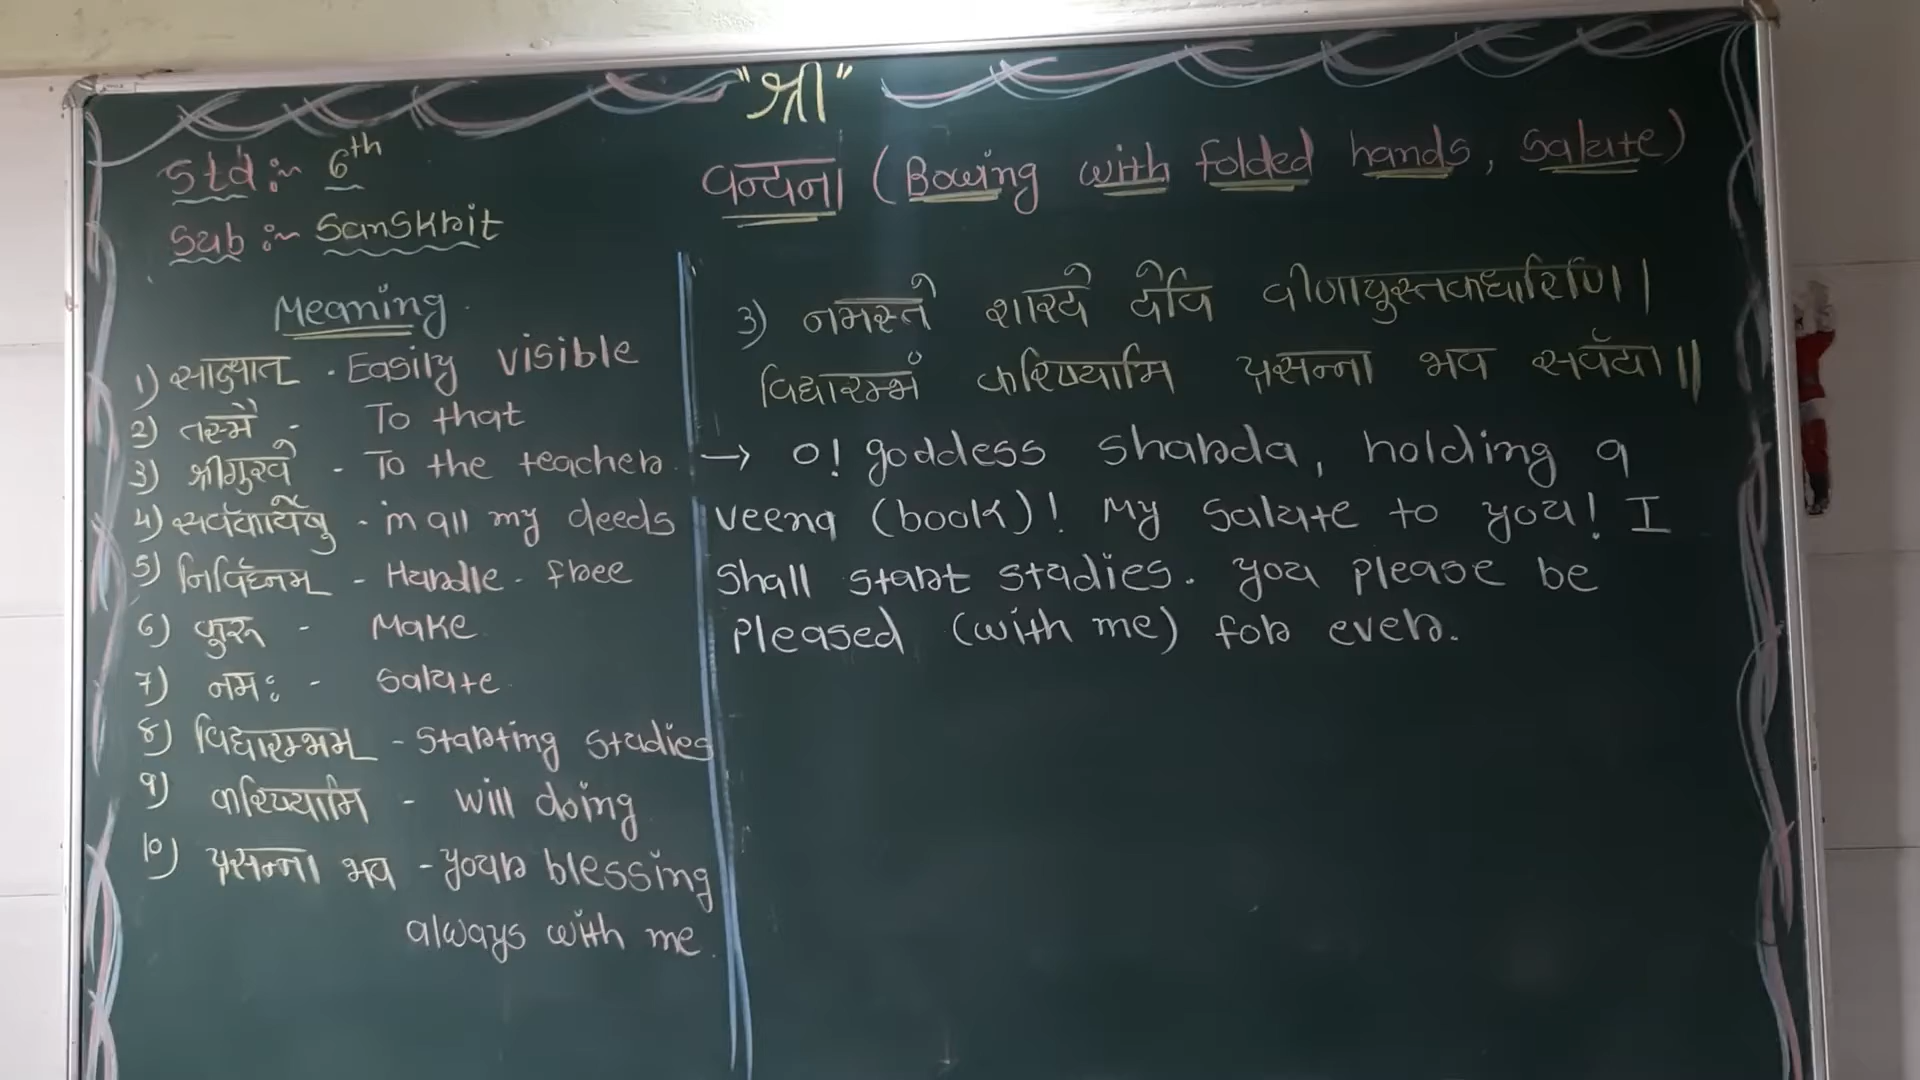 "श्री"
Std :- 6th
Sub :- Sanskrit
वन्दना (Bowing with folded hands, Salute)
Meaning
1) साक्षात् - Easily visible
2) तस्मै - To that
3) श्रीगुरवे - To the teacher
4) सर्वकार्येषु - in all my deeds
5) निर्विघ्नम् - Hurdle - free
6) कुरू - Make
7) नमः - Salute
8) विद्यारम्भम् - Starting studies
9) करिष्यामि - will doing
10) प्रसन्ना भव - your blessing
always with me.
3) नमस्ते शारदे देवि वीणापुस्तकधारिणि।
विद्यारम्भं करिष्यामि प्रसन्ना भव सर्वदा॥
→ O! goddess Sharda, holding a
veena (book)! My Salute to you! I
shall start studies. you please be
pleased (with me) for ever.